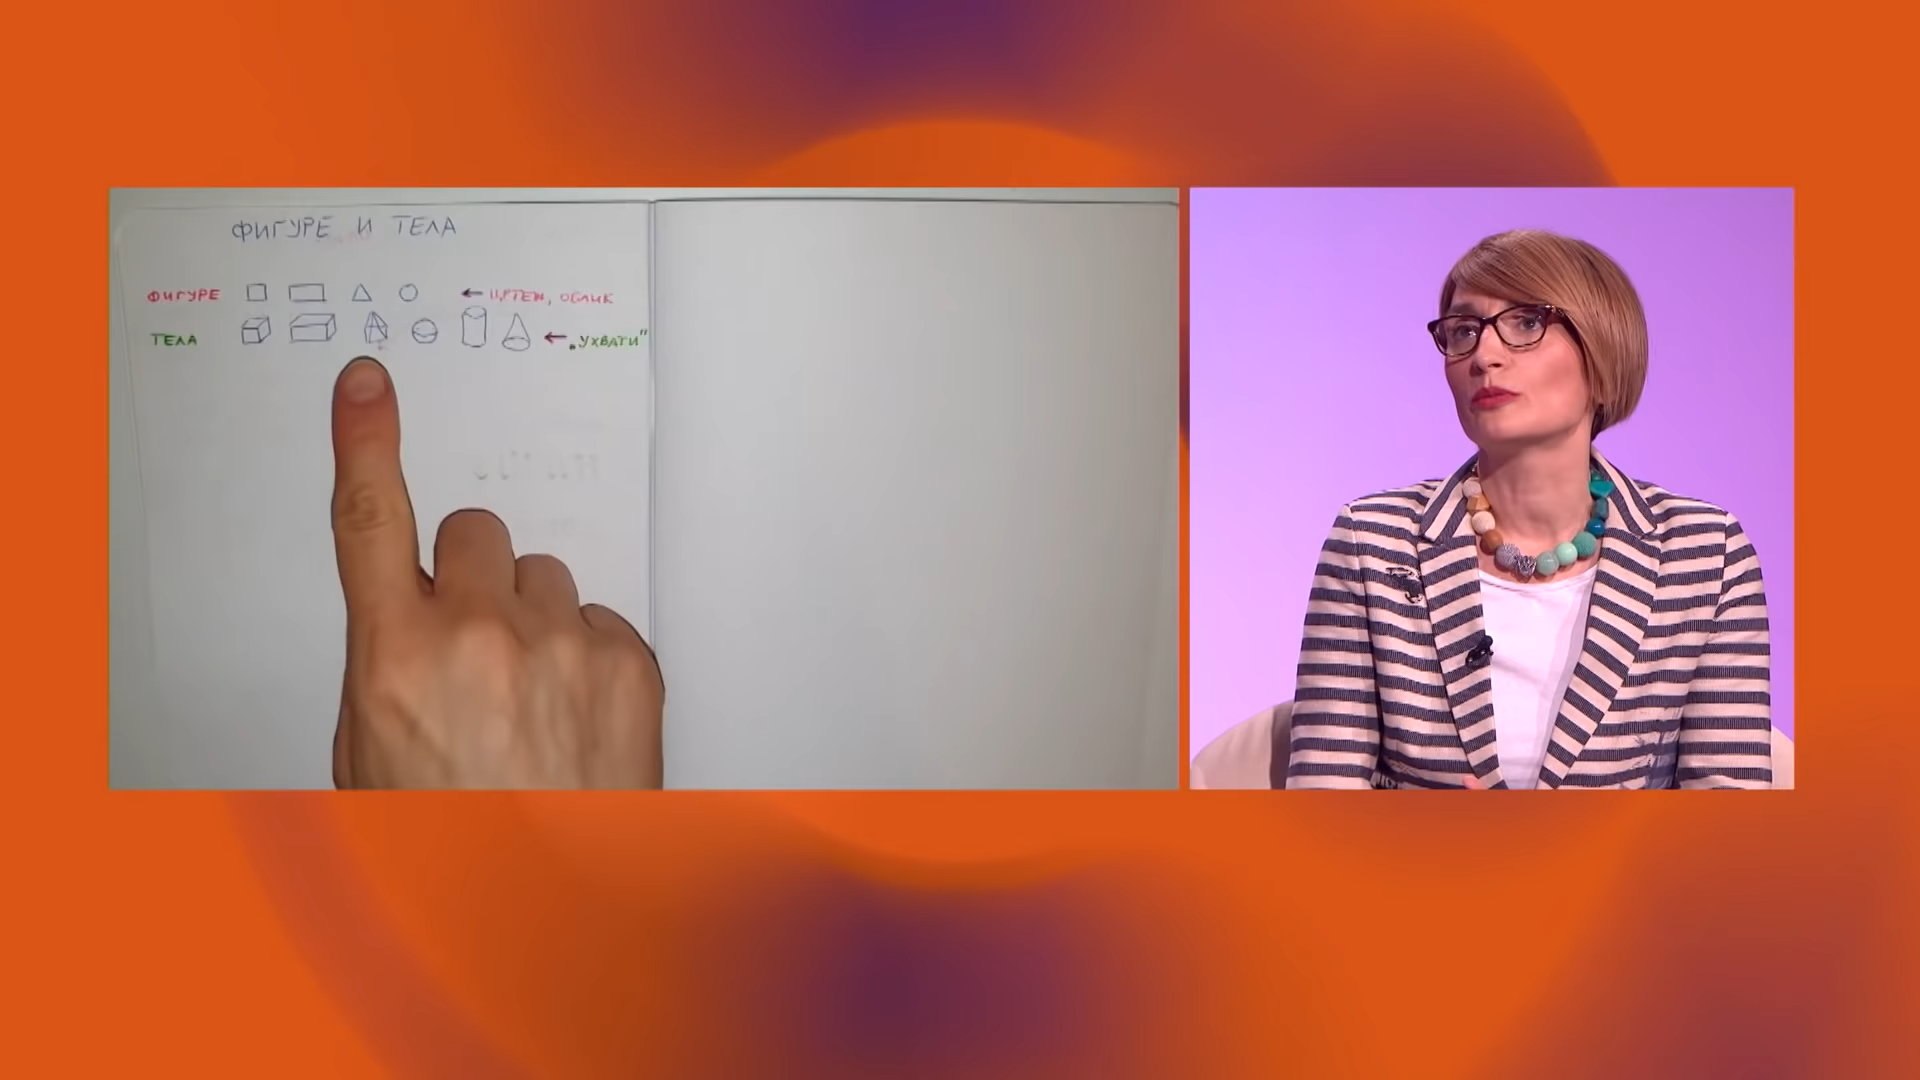 ФИГУРЕ И ТЕЛА
ФИГУРЕ ← ЦРТЕЖ, ОБЛИК
ТЕЛА ← „УХВАТИ"